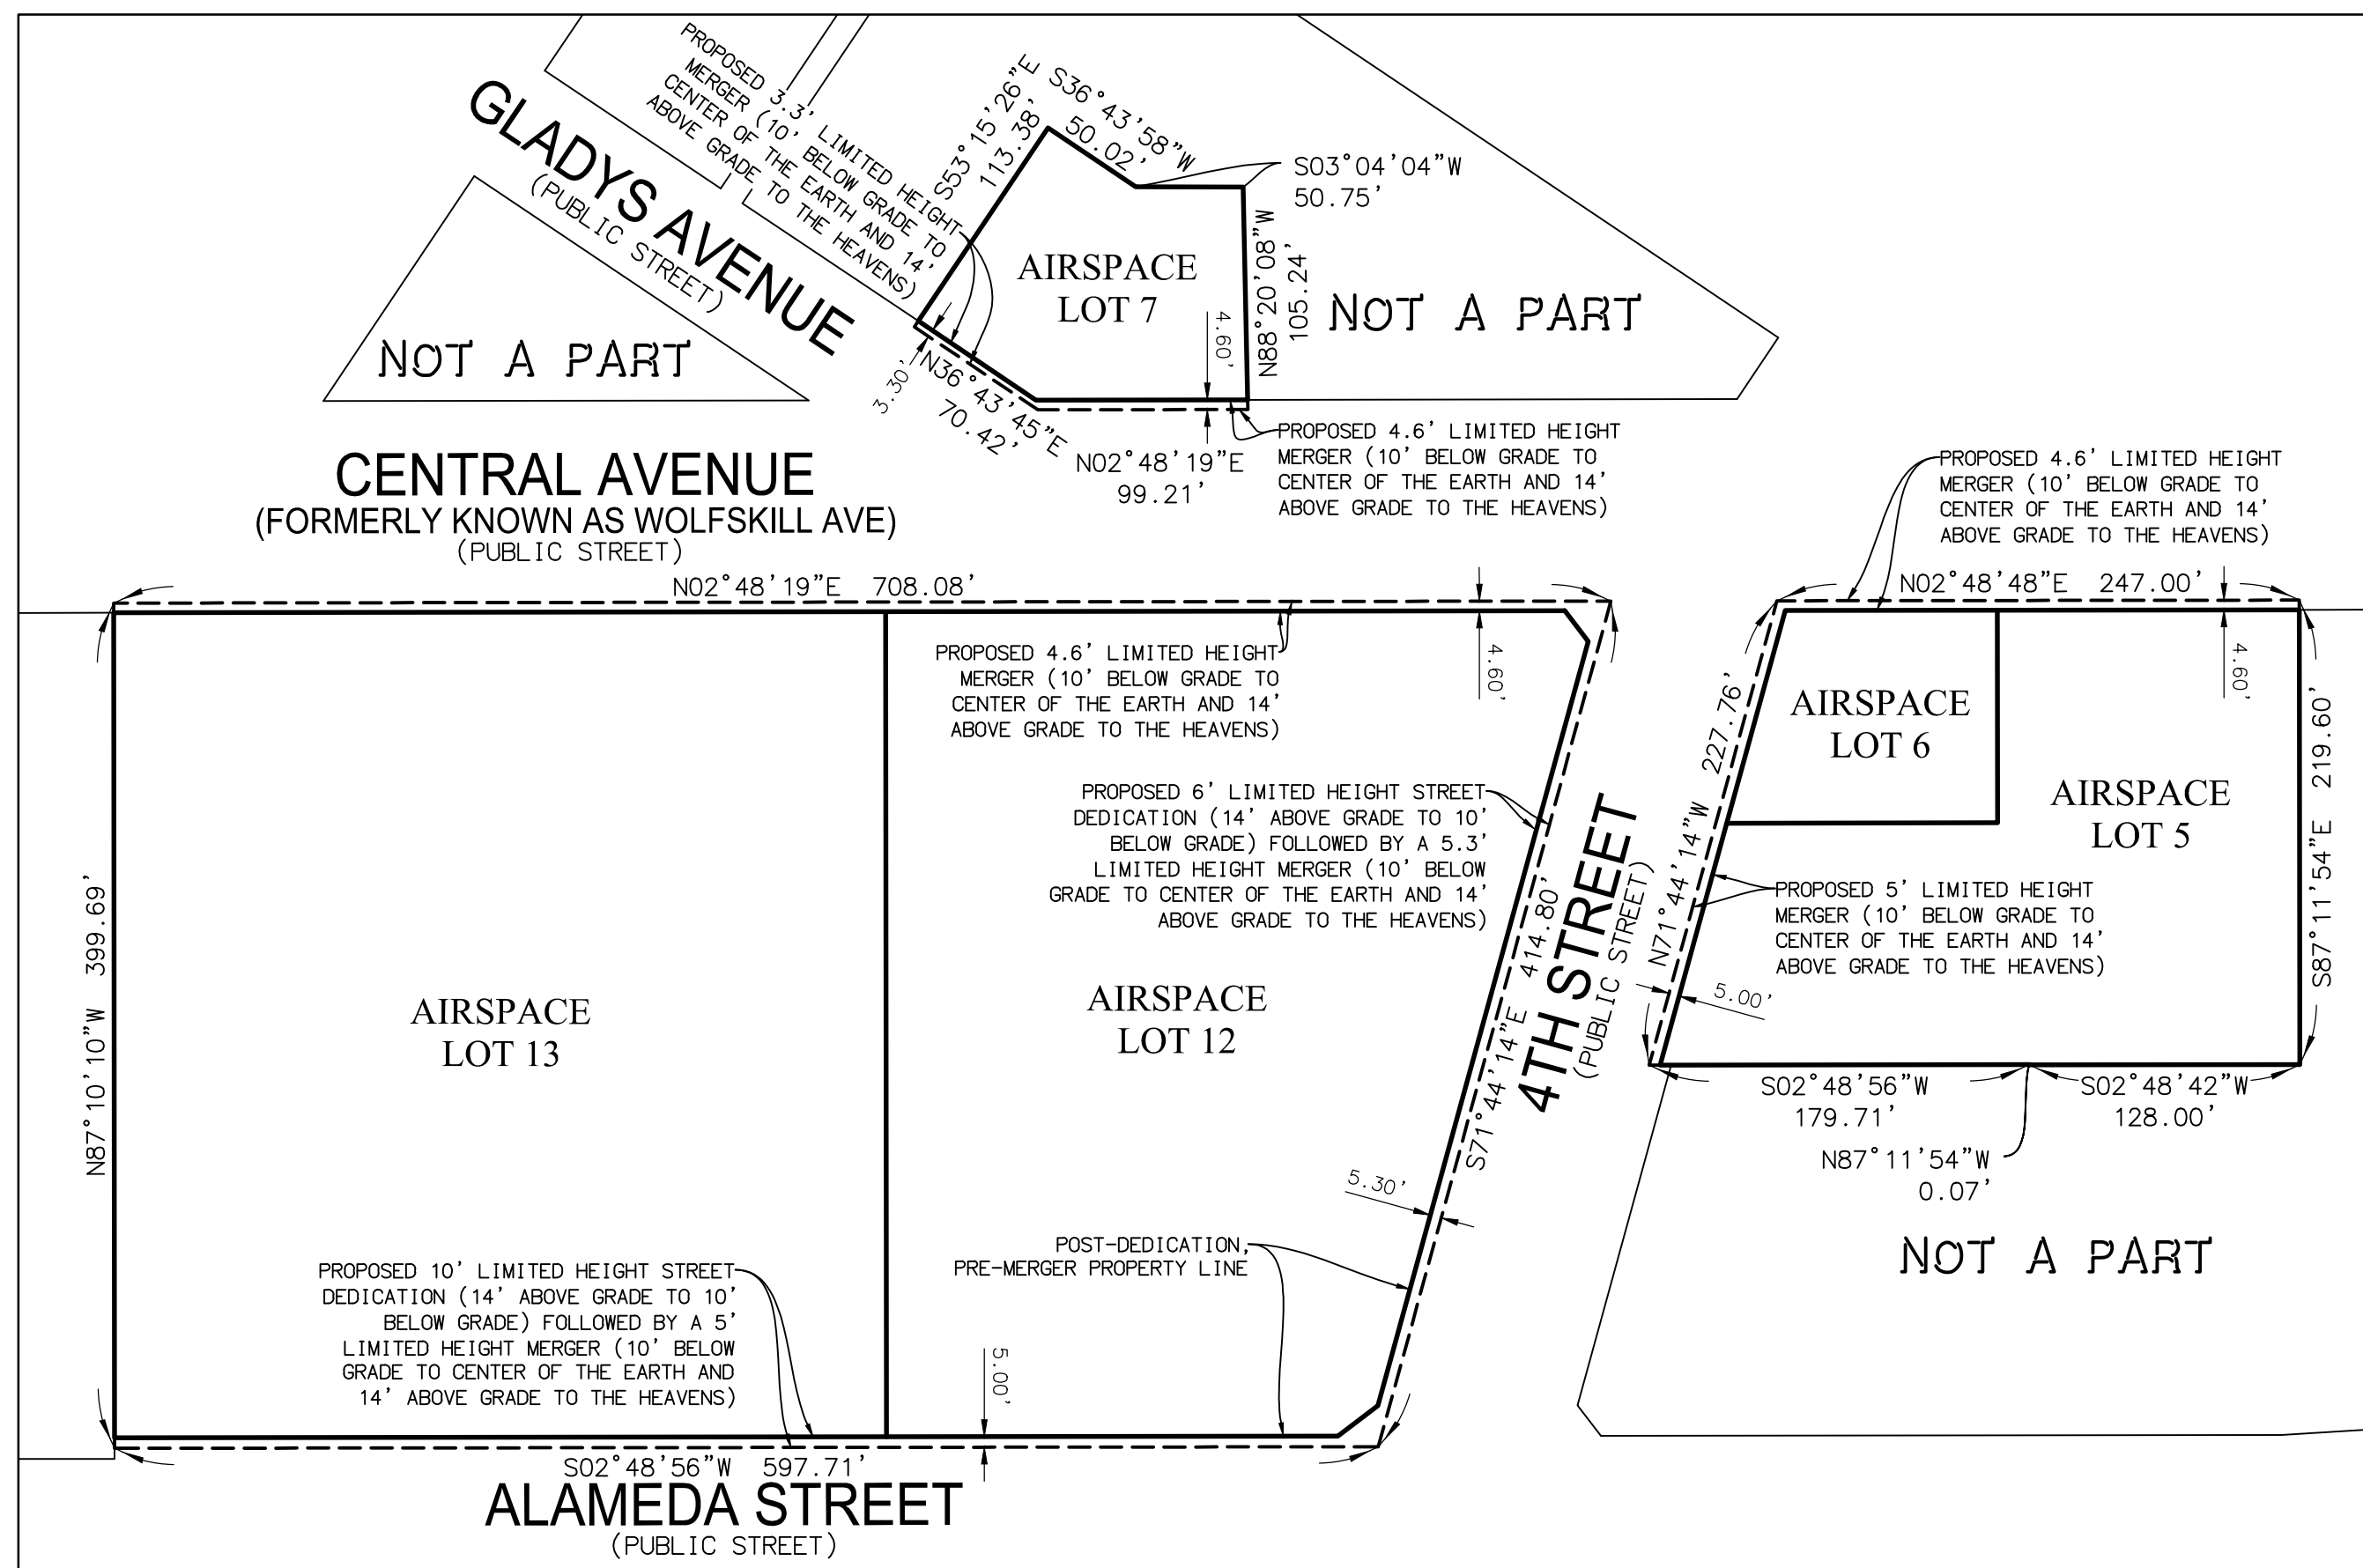 PROPOSED 3.3' LIMITED HEIGHT
MERGER (10' BELOW GRADE TO
CENTER OF THE EARTH AND 14'
ABOVE GRADE TO THE HEAVENS)
GLADYS AVENUE
(PUBLIC STREET)
NOT A PART
S53°15'26"E
113.38'
S36°43'58"W
50.02'
S03°04'04"W
50.75'
AIRSPACE
LOT 7
4.60'
N88°20'08"W
105.24'
NOT A PART
3.30'
N36°43'45"E
70.42'
N02°48'19"E
99.21'
PROPOSED 4.6' LIMITED HEIGHT
MERGER (10' BELOW GRADE TO
CENTER OF THE EARTH AND 14'
ABOVE GRADE TO THE HEAVENS)
CENTRAL AVENUE
(FORMERLY KNOWN AS WOLFSKILL AVE)
(PUBLIC STREET)
PROPOSED 4.6' LIMITED HEIGHT
MERGER (10' BELOW GRADE TO
CENTER OF THE EARTH AND 14'
ABOVE GRADE TO THE HEAVENS)
N02°48'19"E 708.08'
N02°48'48"E 247.00'
PROPOSED 4.6' LIMITED HEIGHT
MERGER (10' BELOW GRADE TO
CENTER OF THE EARTH AND 14'
ABOVE GRADE TO THE HEAVENS)
4.60'
4.60'
AIRSPACE
LOT 6
AIRSPACE
LOT 5
N71°44'14"W 227.76'
S87°11'54"E 219.60'
PROPOSED 6' LIMITED HEIGHT STREET
DEDICATION (14' ABOVE GRADE TO 10'
BELOW GRADE) FOLLOWED BY A 5.3'
LIMITED HEIGHT MERGER (10' BELOW
GRADE TO CENTER OF THE EARTH AND 14'
ABOVE GRADE TO THE HEAVENS)
4TH STREET
(PUBLIC STREET)
PROPOSED 5' LIMITED HEIGHT
MERGER (10' BELOW GRADE TO
CENTER OF THE EARTH AND 14'
ABOVE GRADE TO THE HEAVENS)
5.00'
N87°10'10"W 399.69'
AIRSPACE
LOT 13
AIRSPACE
LOT 12
S71°44'14"E 414.80'
S02°48'56"W
179.71'
S02°48'42"W
128.00'
N87°11'54"W
0.07'
5.30'
POST-DEDICATION,
PRE-MERGER PROPERTY LINE
NOT A PART
PROPOSED 10' LIMITED HEIGHT STREET
DEDICATION (14' ABOVE GRADE TO 10'
BELOW GRADE) FOLLOWED BY A 5'
LIMITED HEIGHT MERGER (10' BELOW
GRADE TO CENTER OF THE EARTH AND
14' ABOVE GRADE TO THE HEAVENS)
5.00'
S02°48'56"W 597.71'
ALAMEDA STREET
(PUBLIC STREET)